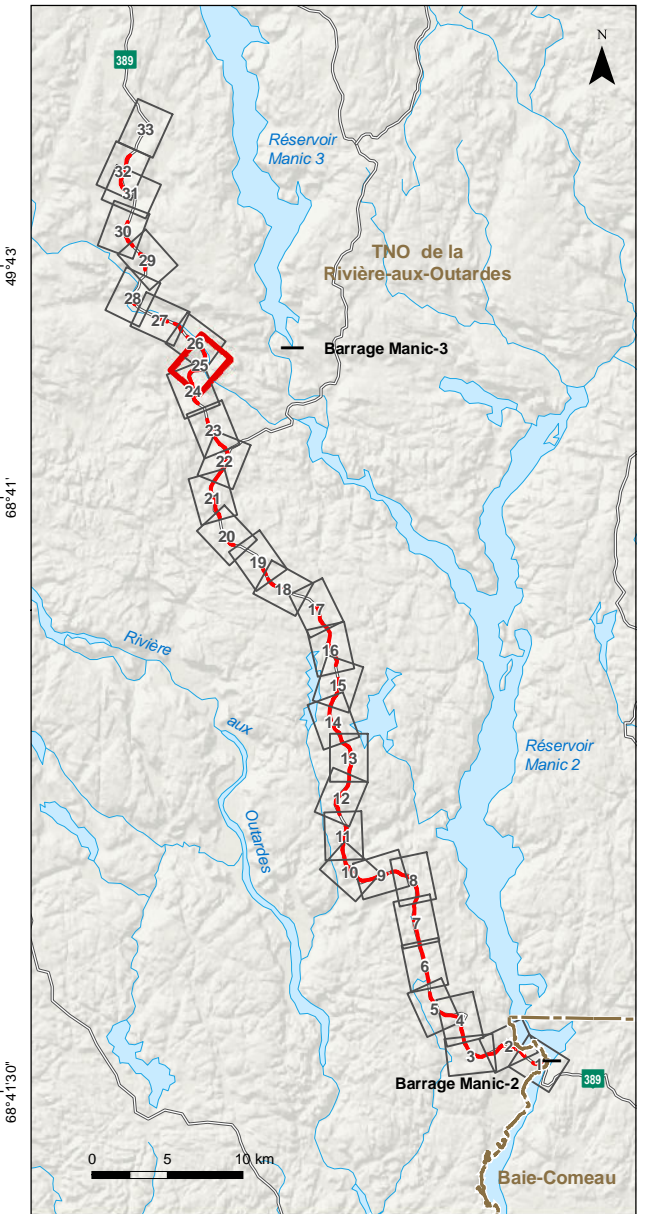 389
N
33
Réservoir
Manic 3
32
31
30
49°43'
TNO de la
Rivière-aux-Outardes
29
28
27
26
Barrage Manic-3
25
24
23
22
68°41'
21
20
19
18
17
Rivière
16
15
aux
14
Réservoir
Manic 2
13
12
Outardes
11
10
9
8
7
6
5
4
3
2
1
389
Barrage Manic-2
68°41'30"
0 5 10 km
Baie-Comeau